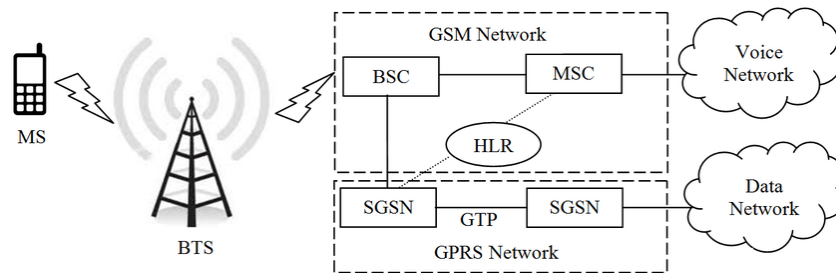 GSM Network
BSC
MSC
Voice
Network
MS
HLR
BTS
SGSN
GTP
SGSN
Data
Network
GPRS Network